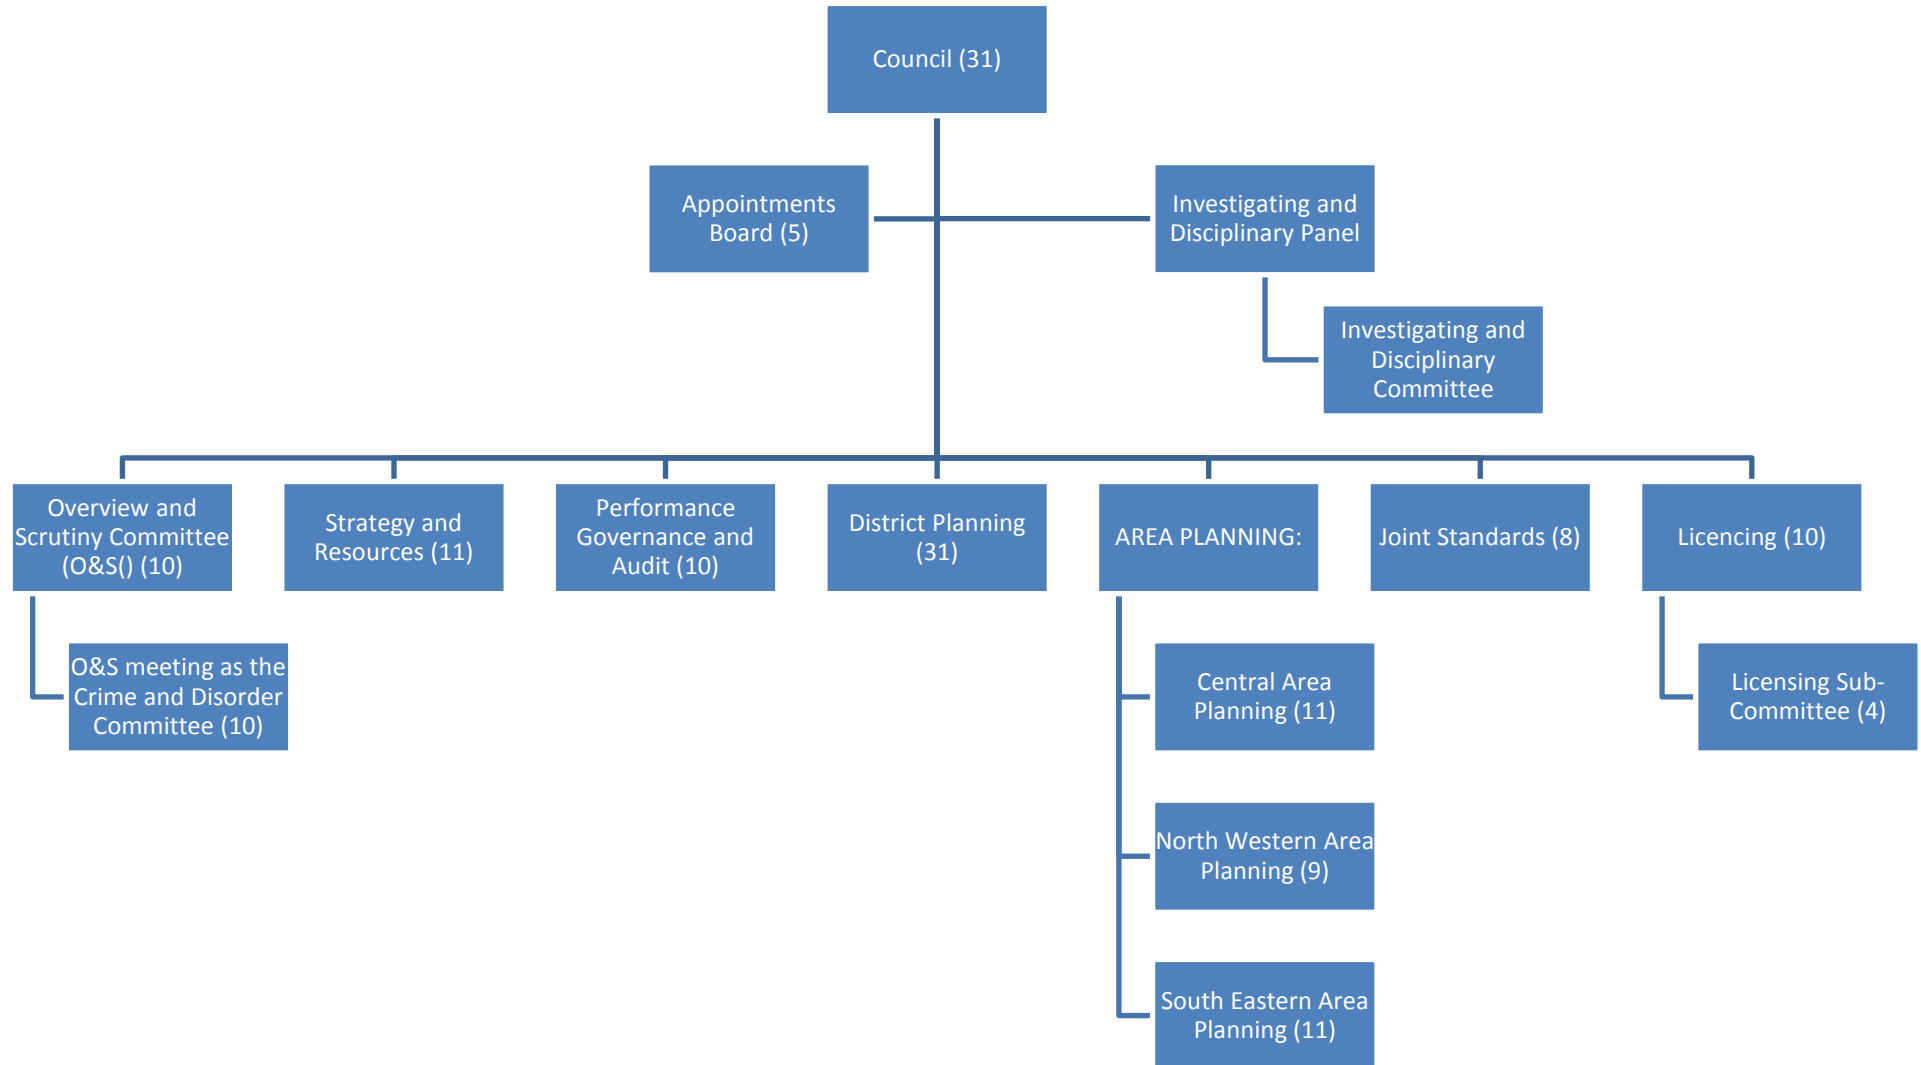 Council (31)
Appointments
Board (5)
Investigating and
Disciplinary Panel
Investigating and
Disciplinary
Committee
Overview and
Scrutiny Committee
(O&S() (10)
Strategy and
Resources (11)
Performance
Governance and
Audit (10)
District Planning
(31)
AREA PLANNING:
Joint Standards (8)
Licencing (10)
O&S meeting as the
Crime and Disorder
Committee (10)
Central Area
Planning (11)
Licensing Sub-
Committee (4)
North Western Area
Planning (9)
South Eastern Area
Planning (11)